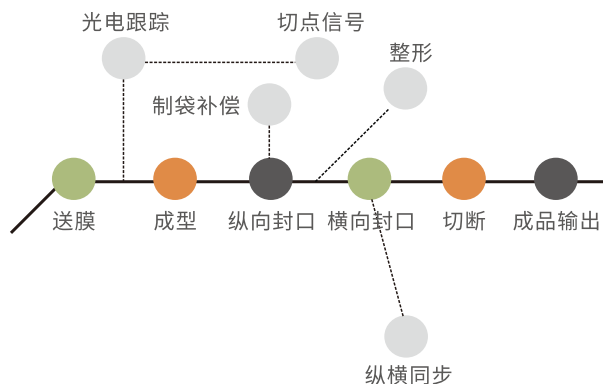 光电跟踪
切点信号
整形
制袋补偿
送膜
成型
纵向封口
横向封口
切断
成品输出
纵横同步